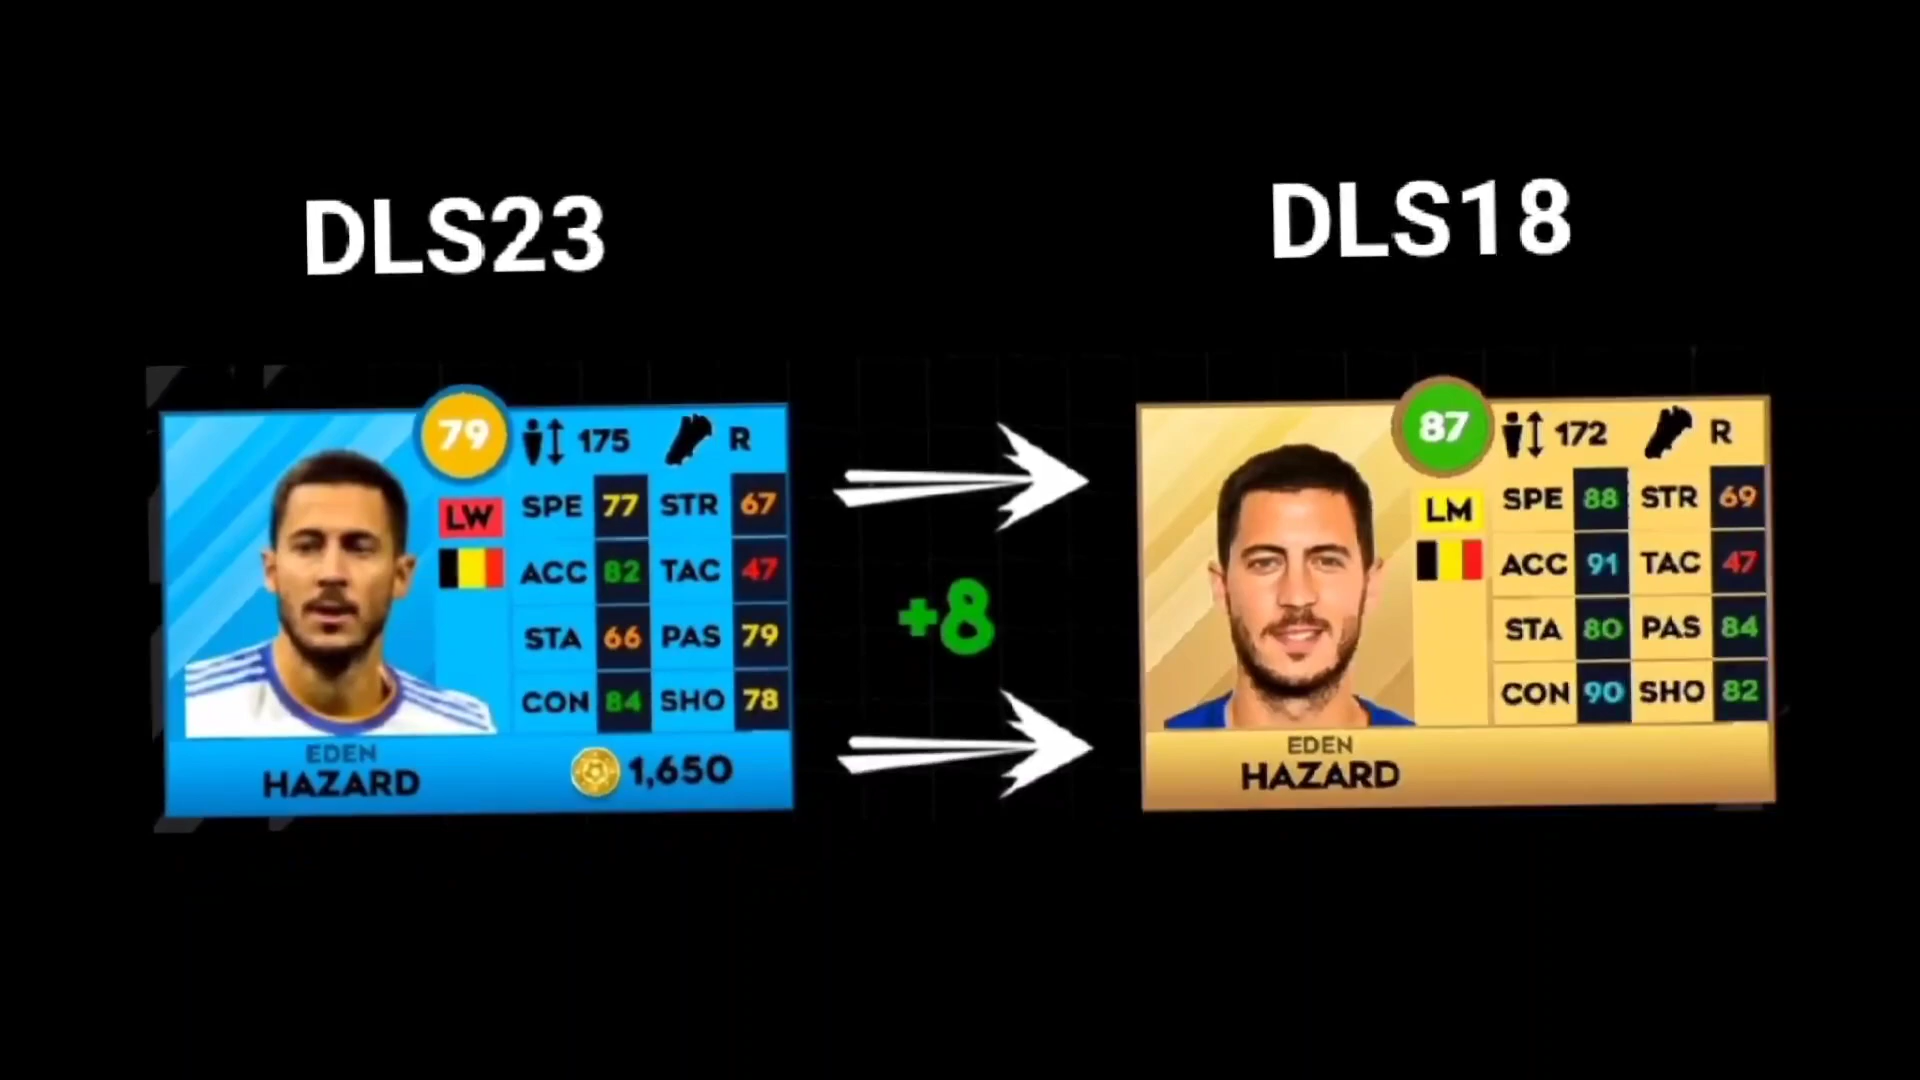 DLS23
DLS18
79
175
R
LW
SPE 77 STR 67
ACC 82 TAC 47
STA 66 PAS 79
CON 84 SHO 78
EDEN
HAZARD
1,650
+8
87
172
R
LM
SPE 88 STR 69
ACC 91 TAC 47
STA 80 PAS 84
CON 90 SHO 82
EDEN
HAZARD